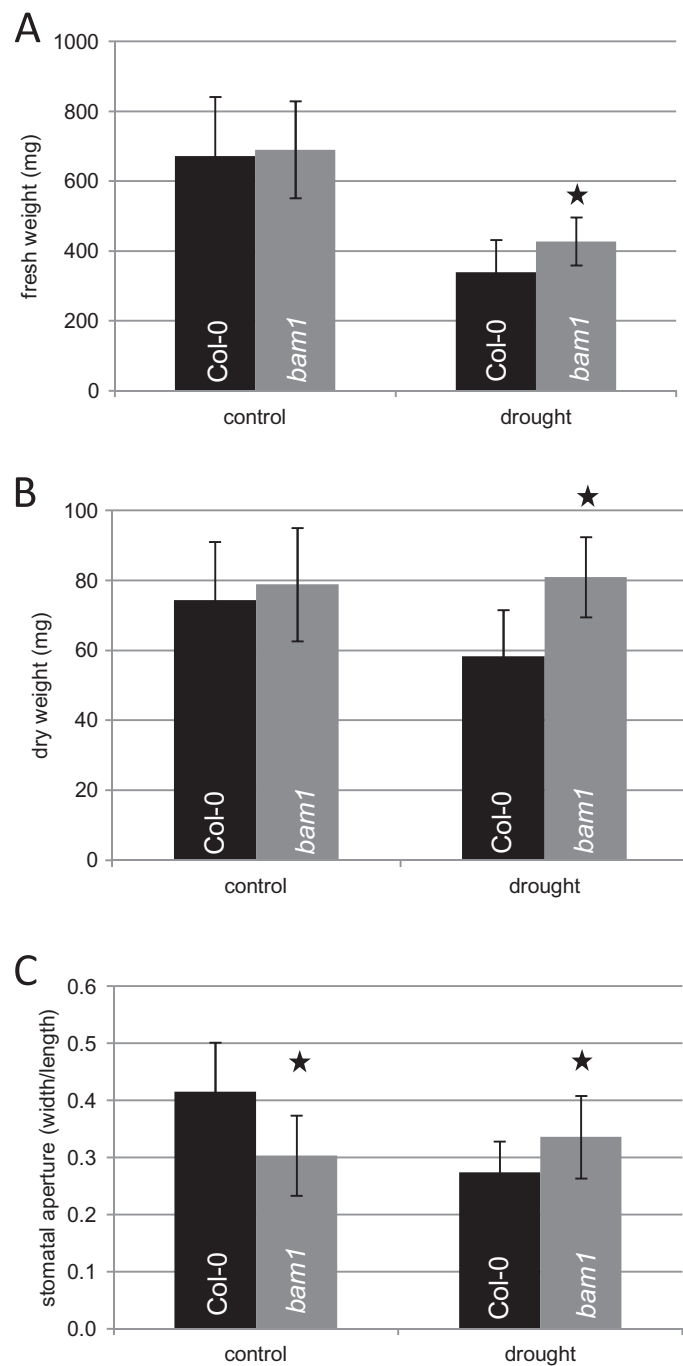 A
fresh weight (mg)
1000
800
600
400
200
0
Col-0
bam1
★
Col-0
bam1
control
drought
B
dry weight (mg)
100
80
60
40
20
0
Col-0
bam1
★
Col-0
bam1
control
drought
C
stomatal aperture (width/length)
0.6
0.5
0.4
0.3
0.2
0.1
0.0
★
Col-0
bam1
★
Col-0
bam1
control
drought